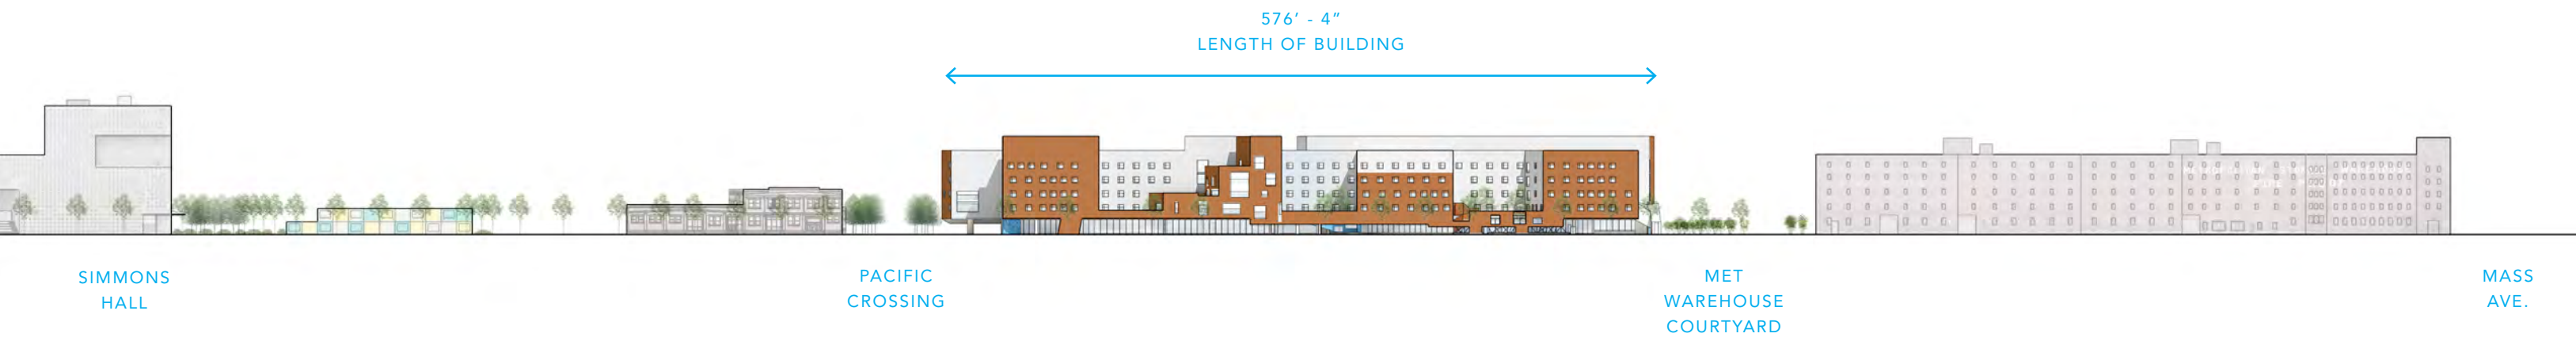 576’ - 4”
LENGTH OF BUILDING
SIMMONS
HALL
PACIFIC
CROSSING
MET
WAREHOUSE
COURTYARD
MASS
AVE.